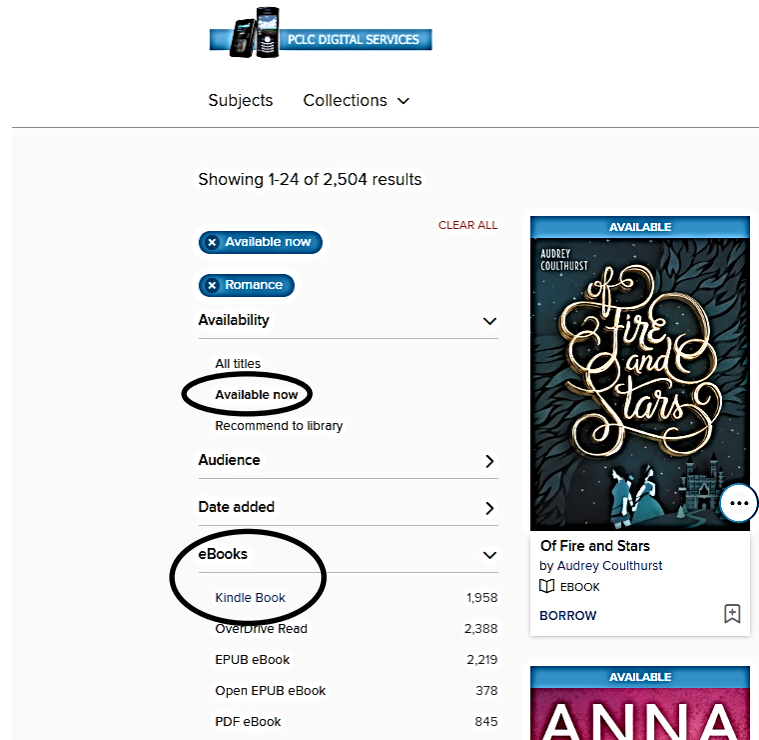 PCLC DIGITAL SERVICES
Subjects Collections
Showing 1-24 of 2,504 results
CLEAR ALL
Available now
Romance
Availability
All titles
Available now
Recommend to library
Audience
Date added
eBooks
Kindle Book 1,958
OverDrive Read 2,388
EPUB eBook 2,219
Open EPUB eBook 378
PDF eBook 845
AVAILABLE
AUDREY
COULTHURST
of
Fire
and
Stars
Of Fire and Stars
by Audrey Coulthurst
EBOOK
BORROW
AVAILABLE
ANNA